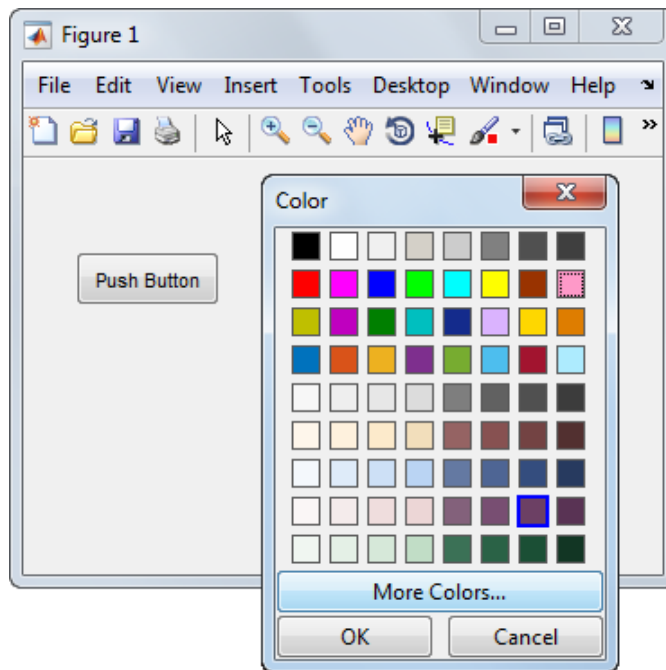 Figure 1
File Edit View Insert Tools Desktop Window Help
Color
Push Button
More Colors...
OK Cancel